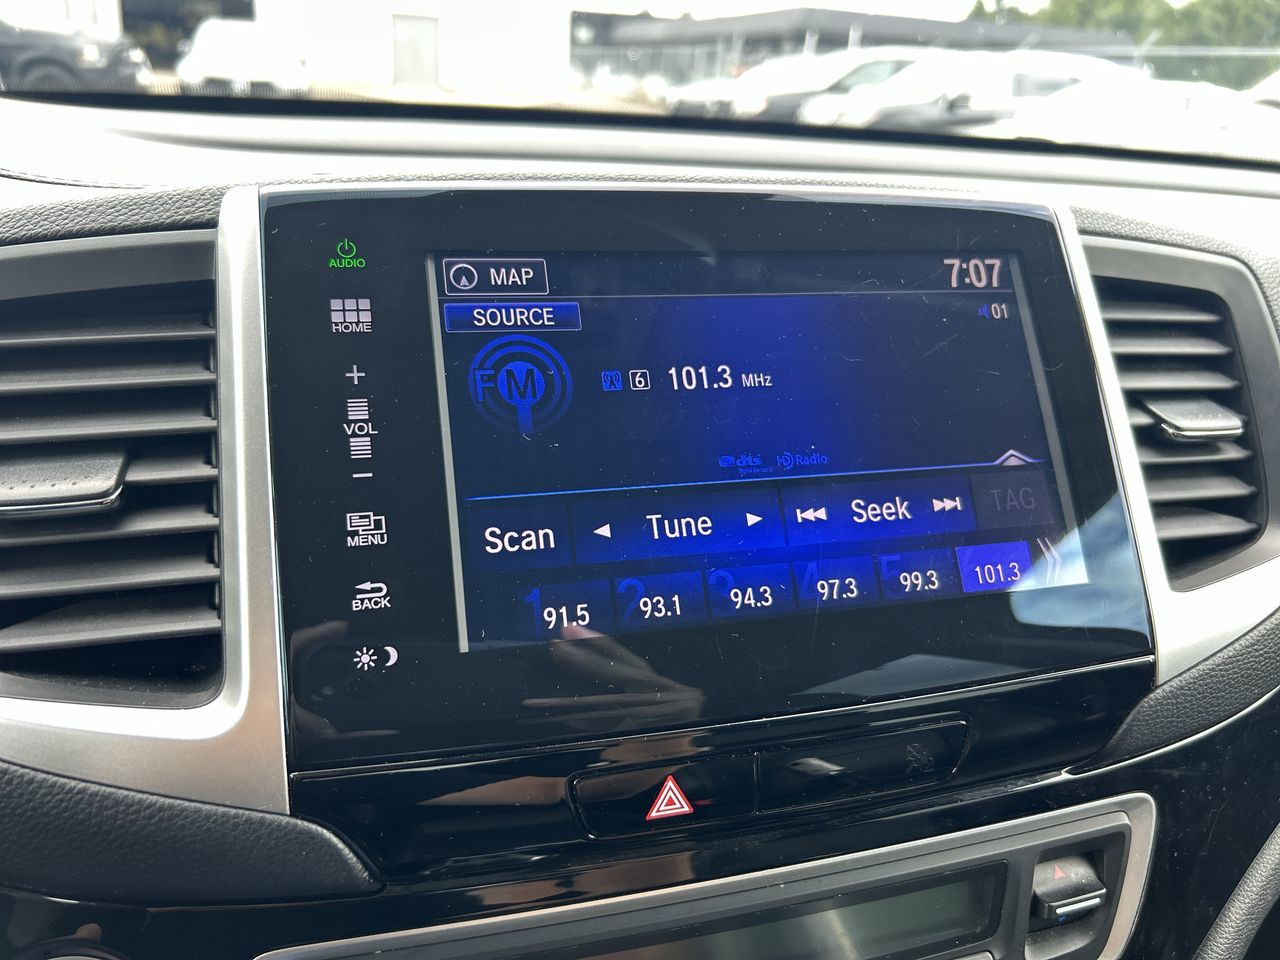 AUDIO
MAP
7:07
HOME
SOURCE
01
FM
6 101.3 MHz
VOL
dts HD Radio
MENU
Scan Tune Seek TAG
BACK
1 91.5 2 93.1 3 94.3 4 97.3 5 99.3 101.3